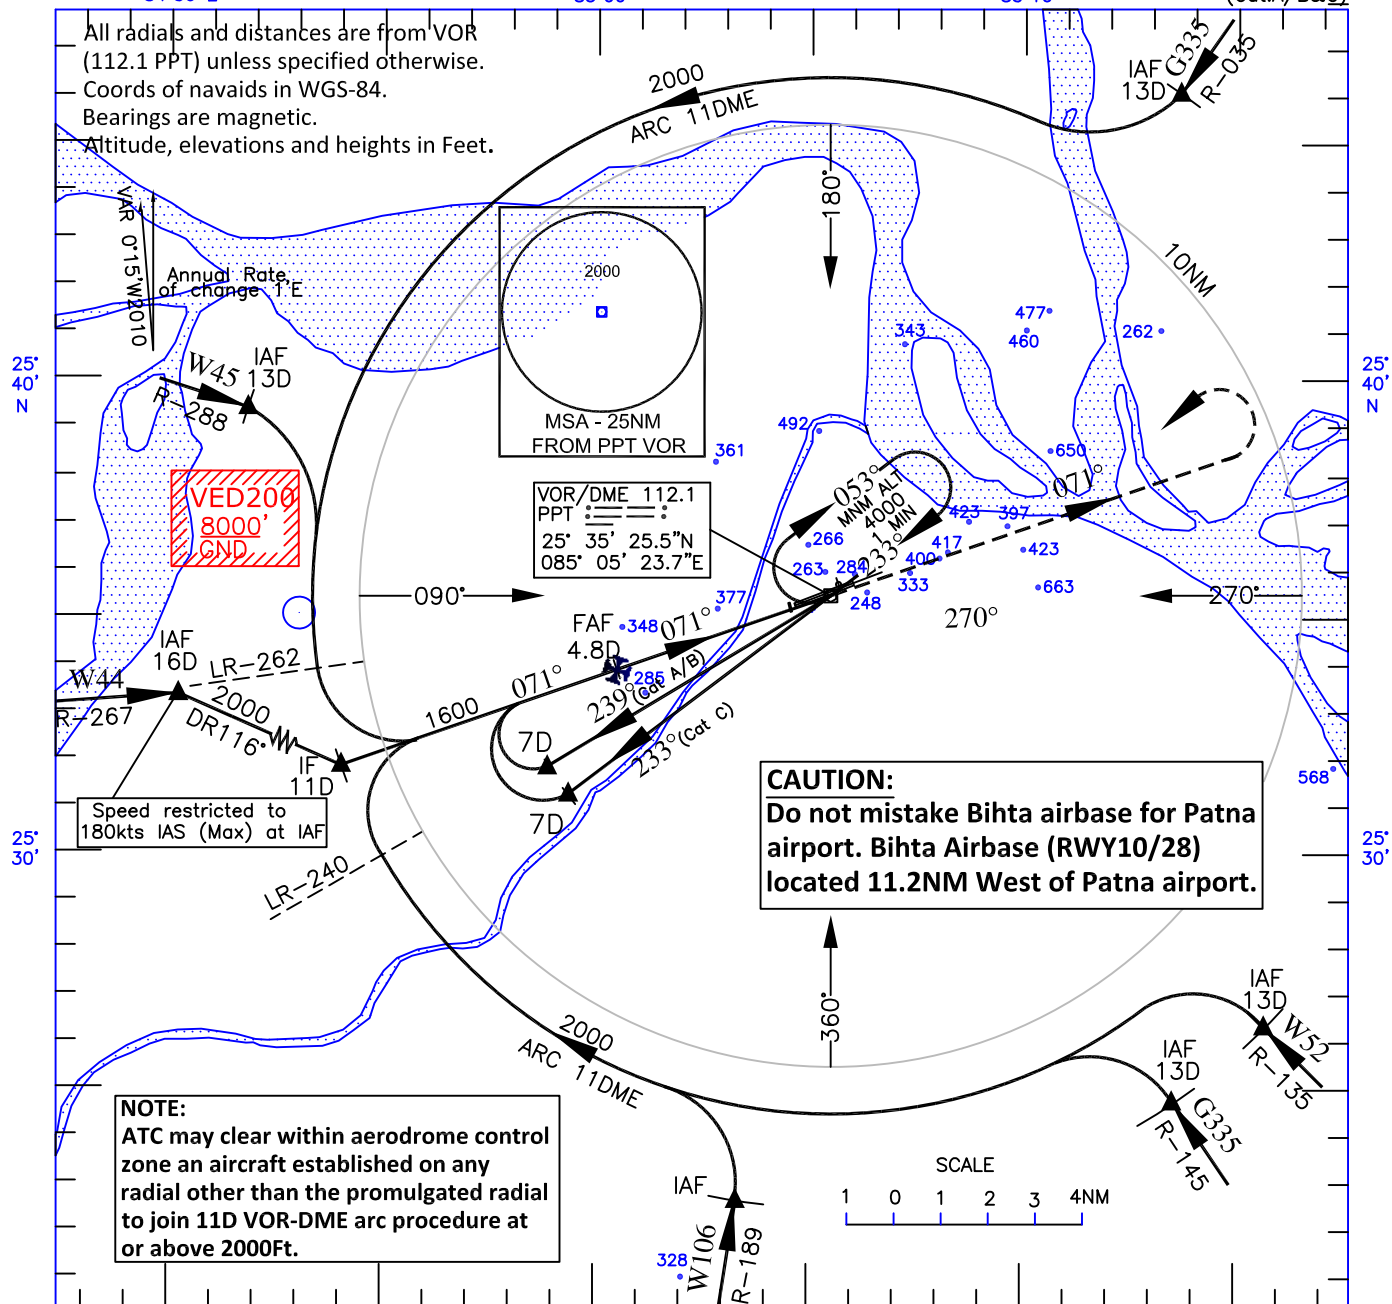 All radials and distances are from VOR
(112.1 PPT) unless specified otherwise.
Coords of navaids in WGS-84.
Bearings are magnetic.
Altitude, elevations and heights in Feet.
VAR 0°15'W2010
Annual Rate
of change 1'E
2000
ARC 11DME
IAF
13D
G335
R-035
180°
10NM
2000
MSA - 25NM
FROM PPT VOR
25°
40'
N
25°
40'
N
W45
R-288
IAF
13D
VED200
8000'
GND
477
460
262
343
492
361
650
VOR/DME 112.1
PPT
25° 35' 25.5"N
085° 05' 23.7"E
053°
MNM ALT
4000
1 MIN
233°
071°
423
397
266
417
423
263
284
400
333
663
248
377
090°
270°
270°
FAF
4.8D
348
071°
285
071°
IAF
16D
LR-262
W44
R-267
2000
DR116°
1600
IF
11D
239° (Cat A/B)
7D
233° (Cat C)
7D
568
Speed restricted to
180kts IAS (Max) at IAF
LR-240
25°
30'
25°
30'
CAUTION:
Do not mistake Bihta airbase for Patna
airport. Bihta Airbase (RWY10/28)
located 11.2NM West of Patna airport.
360°
2000
ARC 11DME
IAF
13D
W52
R-135
IAF
13D
G335
R-145
NOTE:
ATC may clear within aerodrome control
zone an aircraft established on any
radial other than the promulgated radial
to join 11D VOR-DME arc procedure at
or above 2000Ft.
IAF
W106
R-189
328
SCALE
1 0 1 2 3 4NM